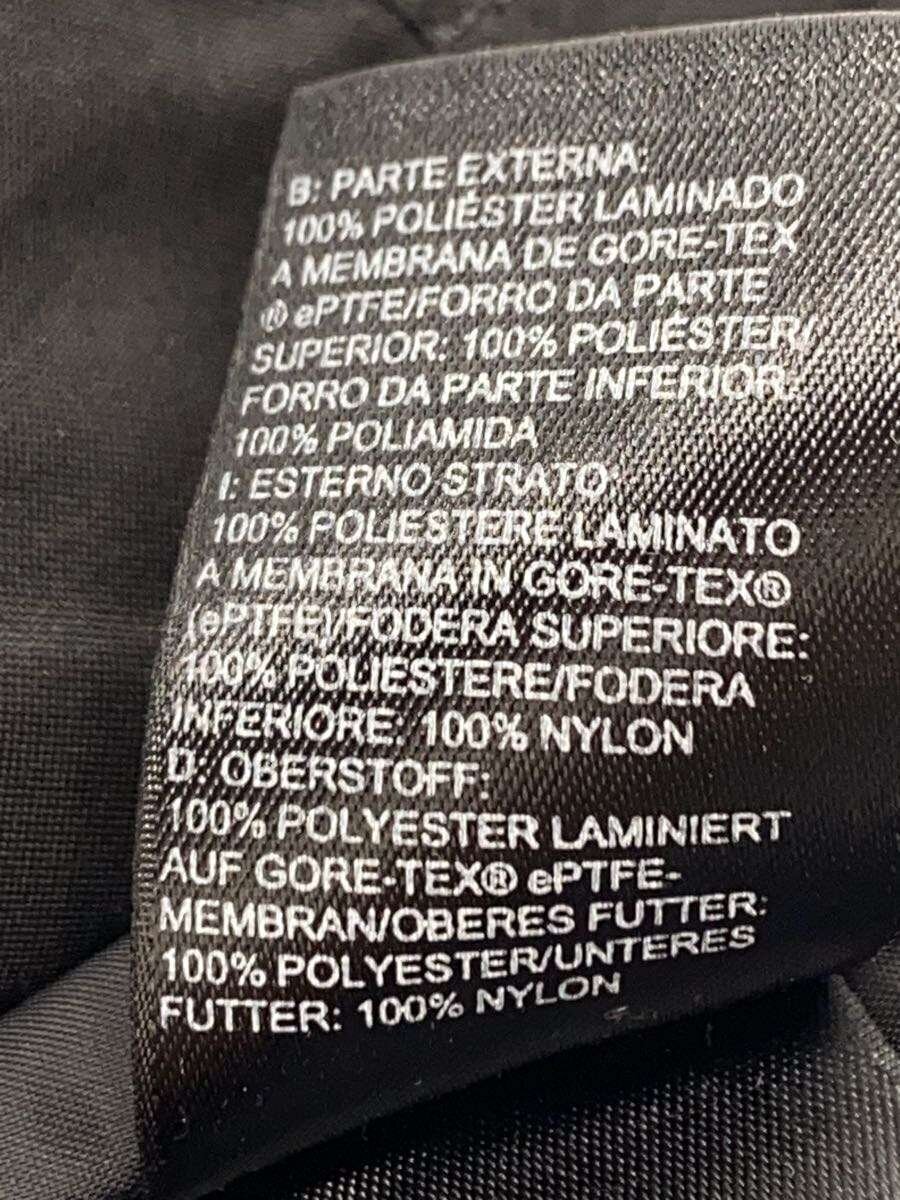 B: PARTE EXTERNA:
100% POLIÉSTER LAMINADO
A MEMBRANA DE GORE-TEX
® ePTFE/FORRO DA PARTE
SUPERIOR: 100% POLIÉSTER/
FORRO DA PARTE INFERIOR:
100% POLIAMIDA
I: ESTERNO STRATO:
100% POLIESTERE LAMINATO
A MEMBRANA IN GORE-TEX®
(ePTFE)/FODERA SUPERIORE:
100% POLIESTERE/FODERA
INFERIORE: 100% NYLON
D: OBERSTOFF:
100% POLYESTER LAMINIERT
AUF GORE-TEX® ePTFE-
MEMBRAN/OBERES FUTTER:
100% POLYESTER/UNTERES
FUTTER: 100% NYLON